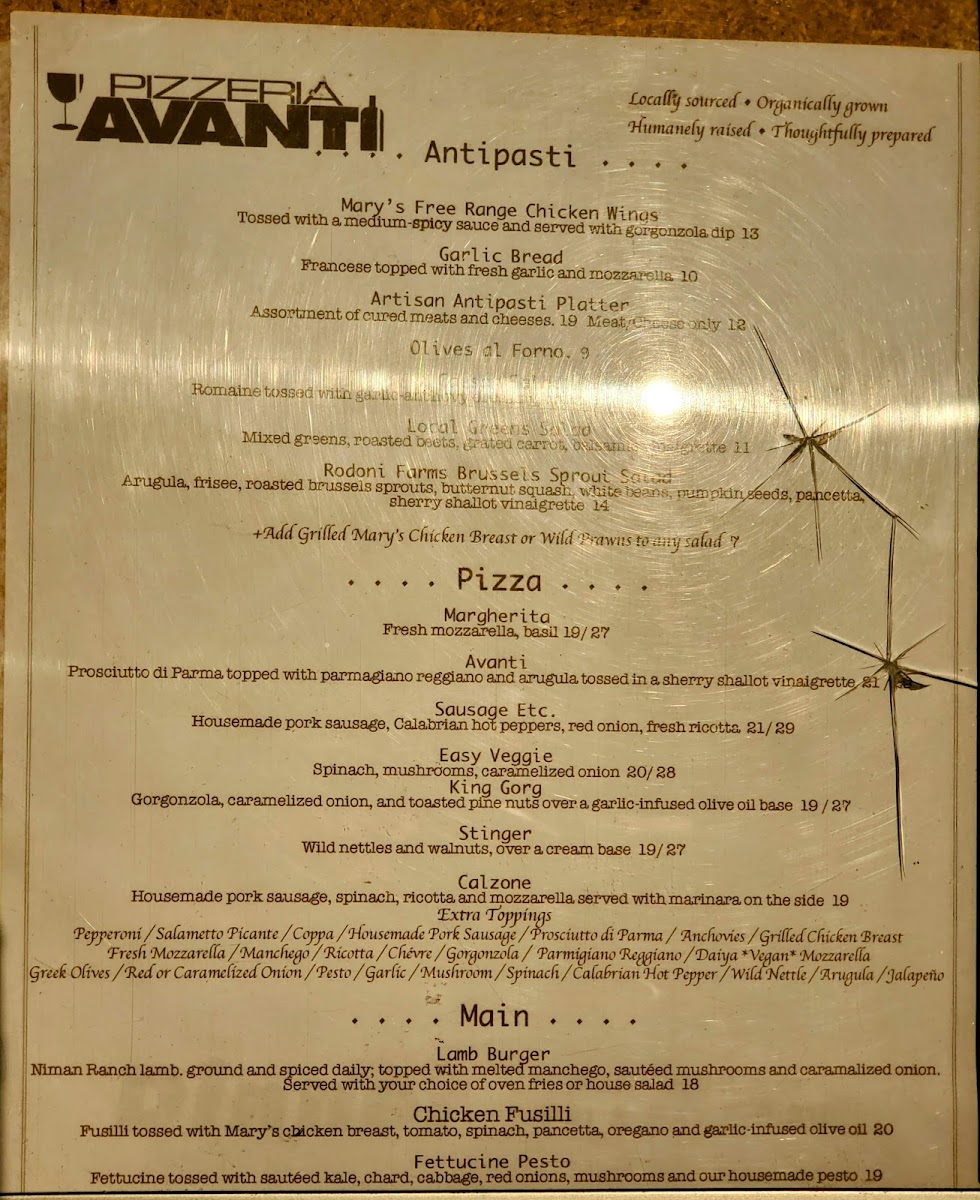 PIZZERIA
AVANTI
Locally sourced • Organically grown
Humanely raised • Thoughtfully prepared
. . . . Antipasti . . . .
Mary's Free Range Chicken Wings
Tossed with a medium-spicy sauce and served with gorgonzola dip 13
Garlic Bread
Francese topped with fresh garlic and mozzarella 10
Artisan Antipasti Platter
Assortment of cured meats and cheeses. 19 Meat/Cheese only 12
Olives al Forno. 9
Romaine tossed with garlic-anchovy
Local Greens Salad
Mixed greens, roasted beets, grated carrot, balsamic vinaigrette 11
Rodoni Farms Brussels Sprout Salad
Arugula, frisee, roasted brussels sprouts, butternut squash, white beans, pumpkin seeds, pancetta,
sherry shallot vinaigrette 14
+Add Grilled Mary's Chicken Breast or Wild Prawns to any salad 7
. . . . Pizza . . . .
Margherita
Fresh mozzarella, basil 19/27
Avanti
Prosciutto di Parma topped with parmagiano reggiano and arugula tossed in a sherry shallot vinaigrette 21 /
Sausage Etc.
Housemade pork sausage, Calabrian hot peppers, red onion, fresh ricotta 21/29
Easy Veggie
Spinach, mushrooms, caramelized onion 20/28
King Gorg
Gorgonzola, caramelized onion, and toasted pine nuts over a garlic-infused olive oil base 19 / 27
Stinger
Wild nettles and walnuts, over a cream base 19/27
Calzone
Housemade pork sausage, spinach, ricotta and mozzarella served with marinara on the side 19
Extra Toppings
Pepperoni / Salametto Picante / Coppa / Housemade Pork Sausage / Prosciutto di Parma / Anchovies / Grilled Chicken Breast
Fresh Mozzarella / Manchego / Ricotta / Chévre / Gorgonzola / Parmigiano Reggiano / Daiya *Vegan* Mozzarella
Greek Olives / Red or Caramelized Onion / Pesto / Garlic / Mushroom / Spinach / Calabrian Hot Pepper / Wild Nettle / Arugula / Jalapeño
. . . . Main . . . .
Lamb Burger
Niman Ranch lamb. ground and spiced daily; topped with melted manchego, sautéed mushrooms and caramalized onion.
Served with your choice of oven fries or house salad 18
Chicken Fusilli
Fusilli tossed with Mary's chicken breast, tomato, spinach, pancetta, oregano and garlic-infused olive oil 20
Fettucine Pesto
Fettucine tossed with sautéed kale, chard, cabbage, red onions, mushrooms and our housemade pesto 19